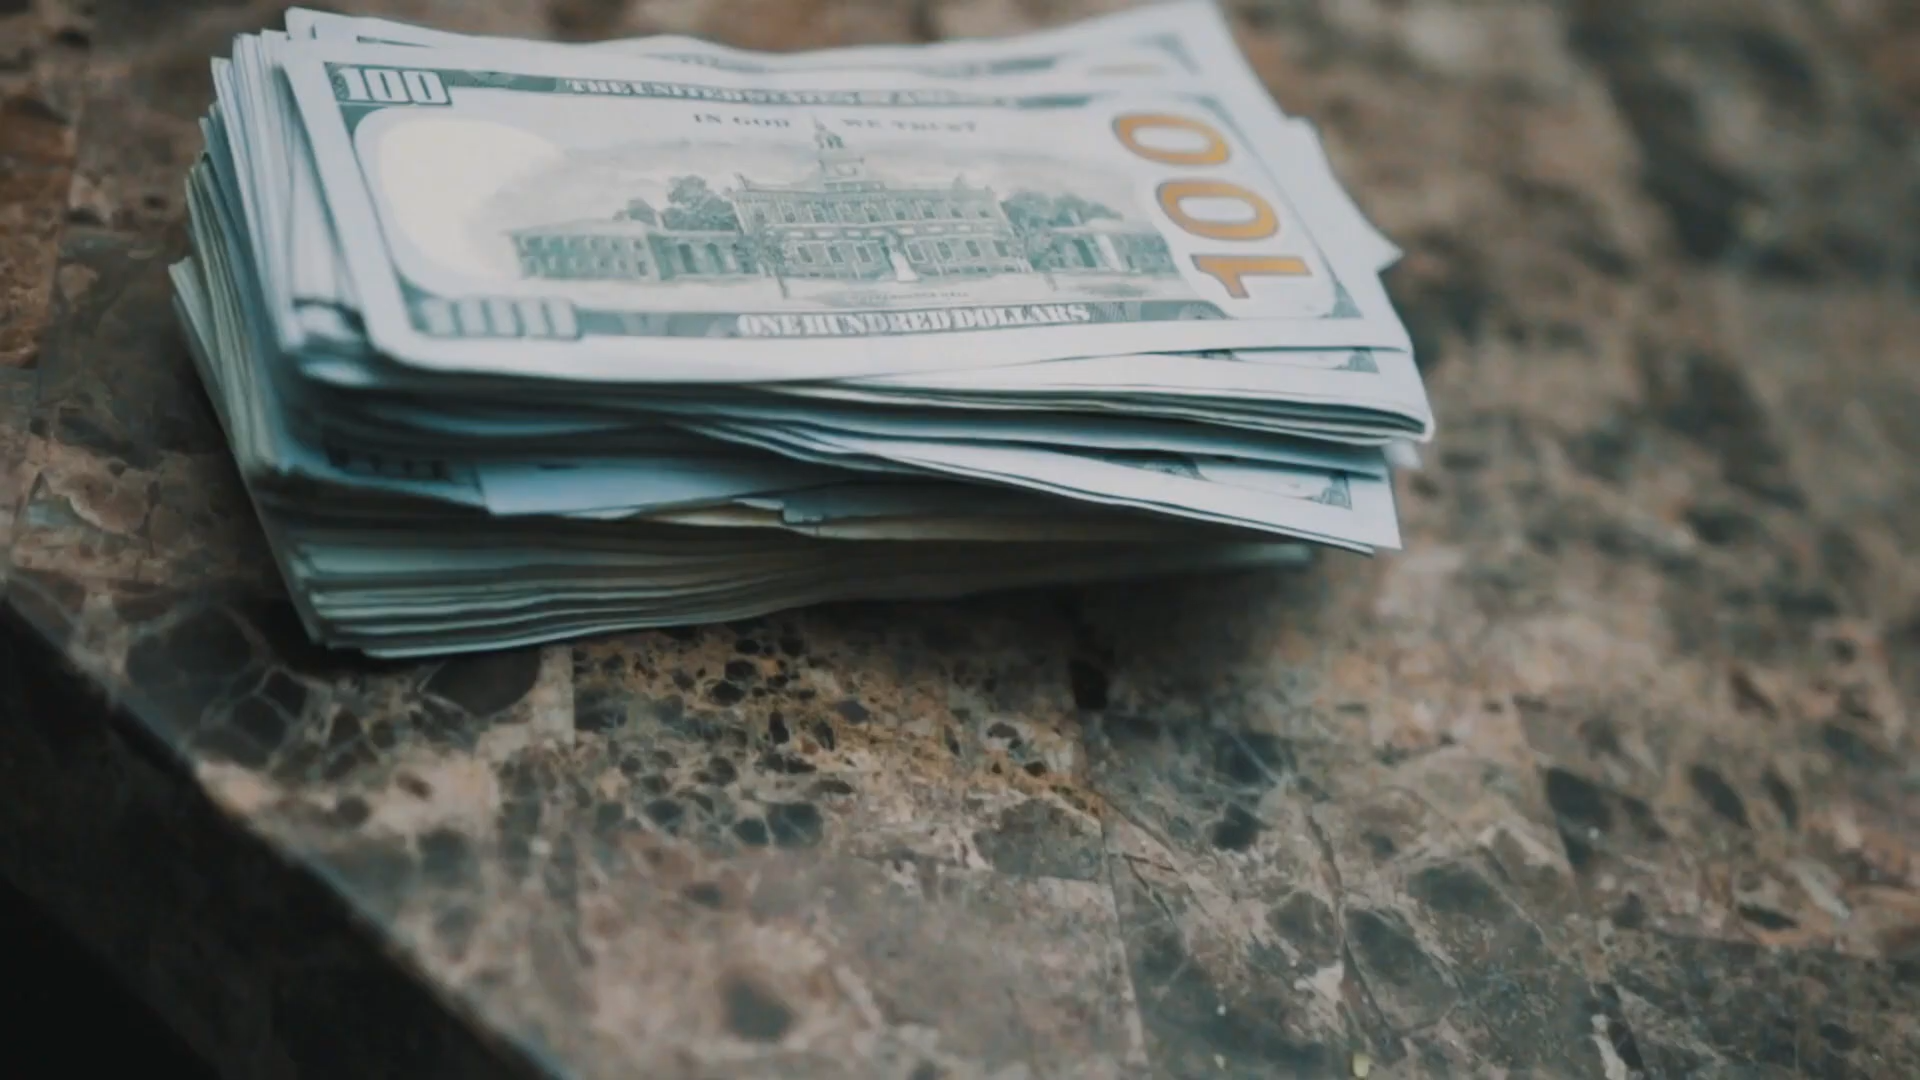 100
THE UNITED STATES OF AMERICA
IN GOD WE TRUST
100
100
ONE HUNDRED DOLLARS